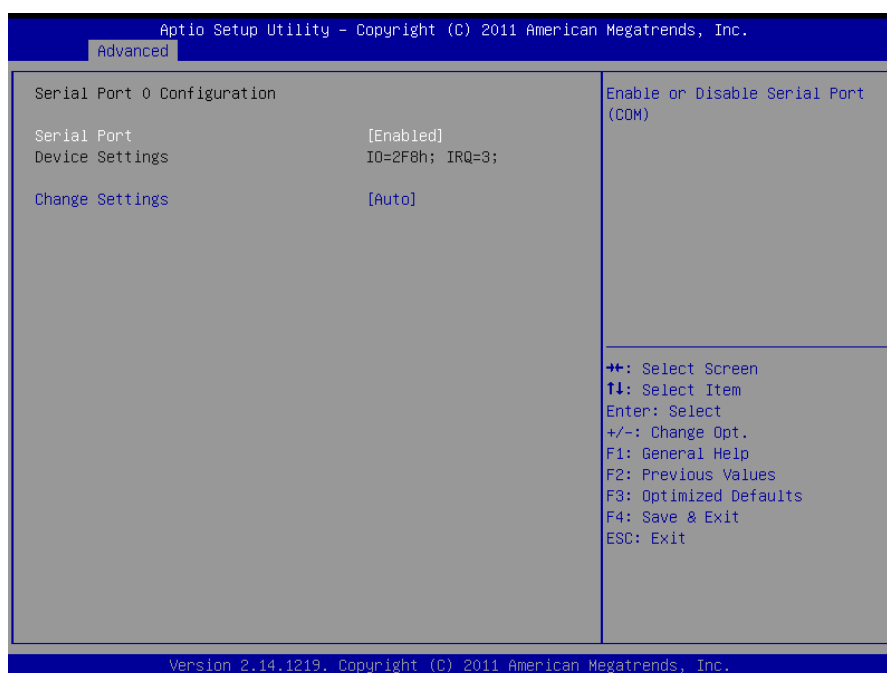 Aptio Setup Utility – Copyright (C) 2011 American Megatrends, Inc.
Advanced
Serial Port 0 Configuration
Serial Port [Enabled]
Device Settings IO=2F8h; IRQ=3;
Change Settings [Auto]
Enable or Disable Serial Port
(COM)
→←: Select Screen
↑↓: Select Item
Enter: Select
+/-: Change Opt.
F1: General Help
F2: Previous Values
F3: Optimized Defaults
F4: Save & Exit
ESC: Exit
Version 2.14.1219. Copyright (C) 2011 American Megatrends, Inc.